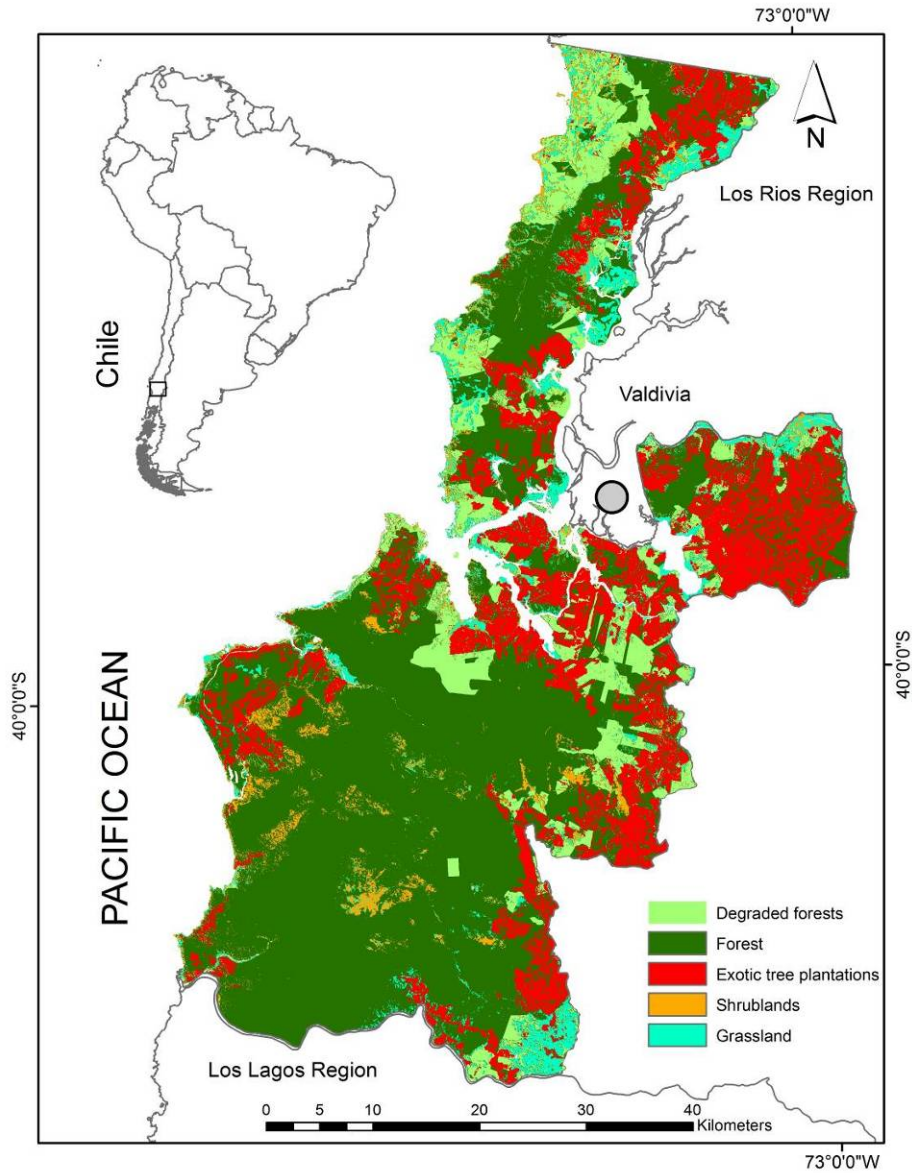 73°0'0"W
N
Los Rios Region
Chile
Valdivia
40°0'0"S
40°0'0"S
PACIFIC OCEAN
Degraded forests
Forest
Exotic tree plantations
Shrublands
Grassland
Los Lagos Region
0 5 10 20 30 40
Kilometers
73°0'0"W